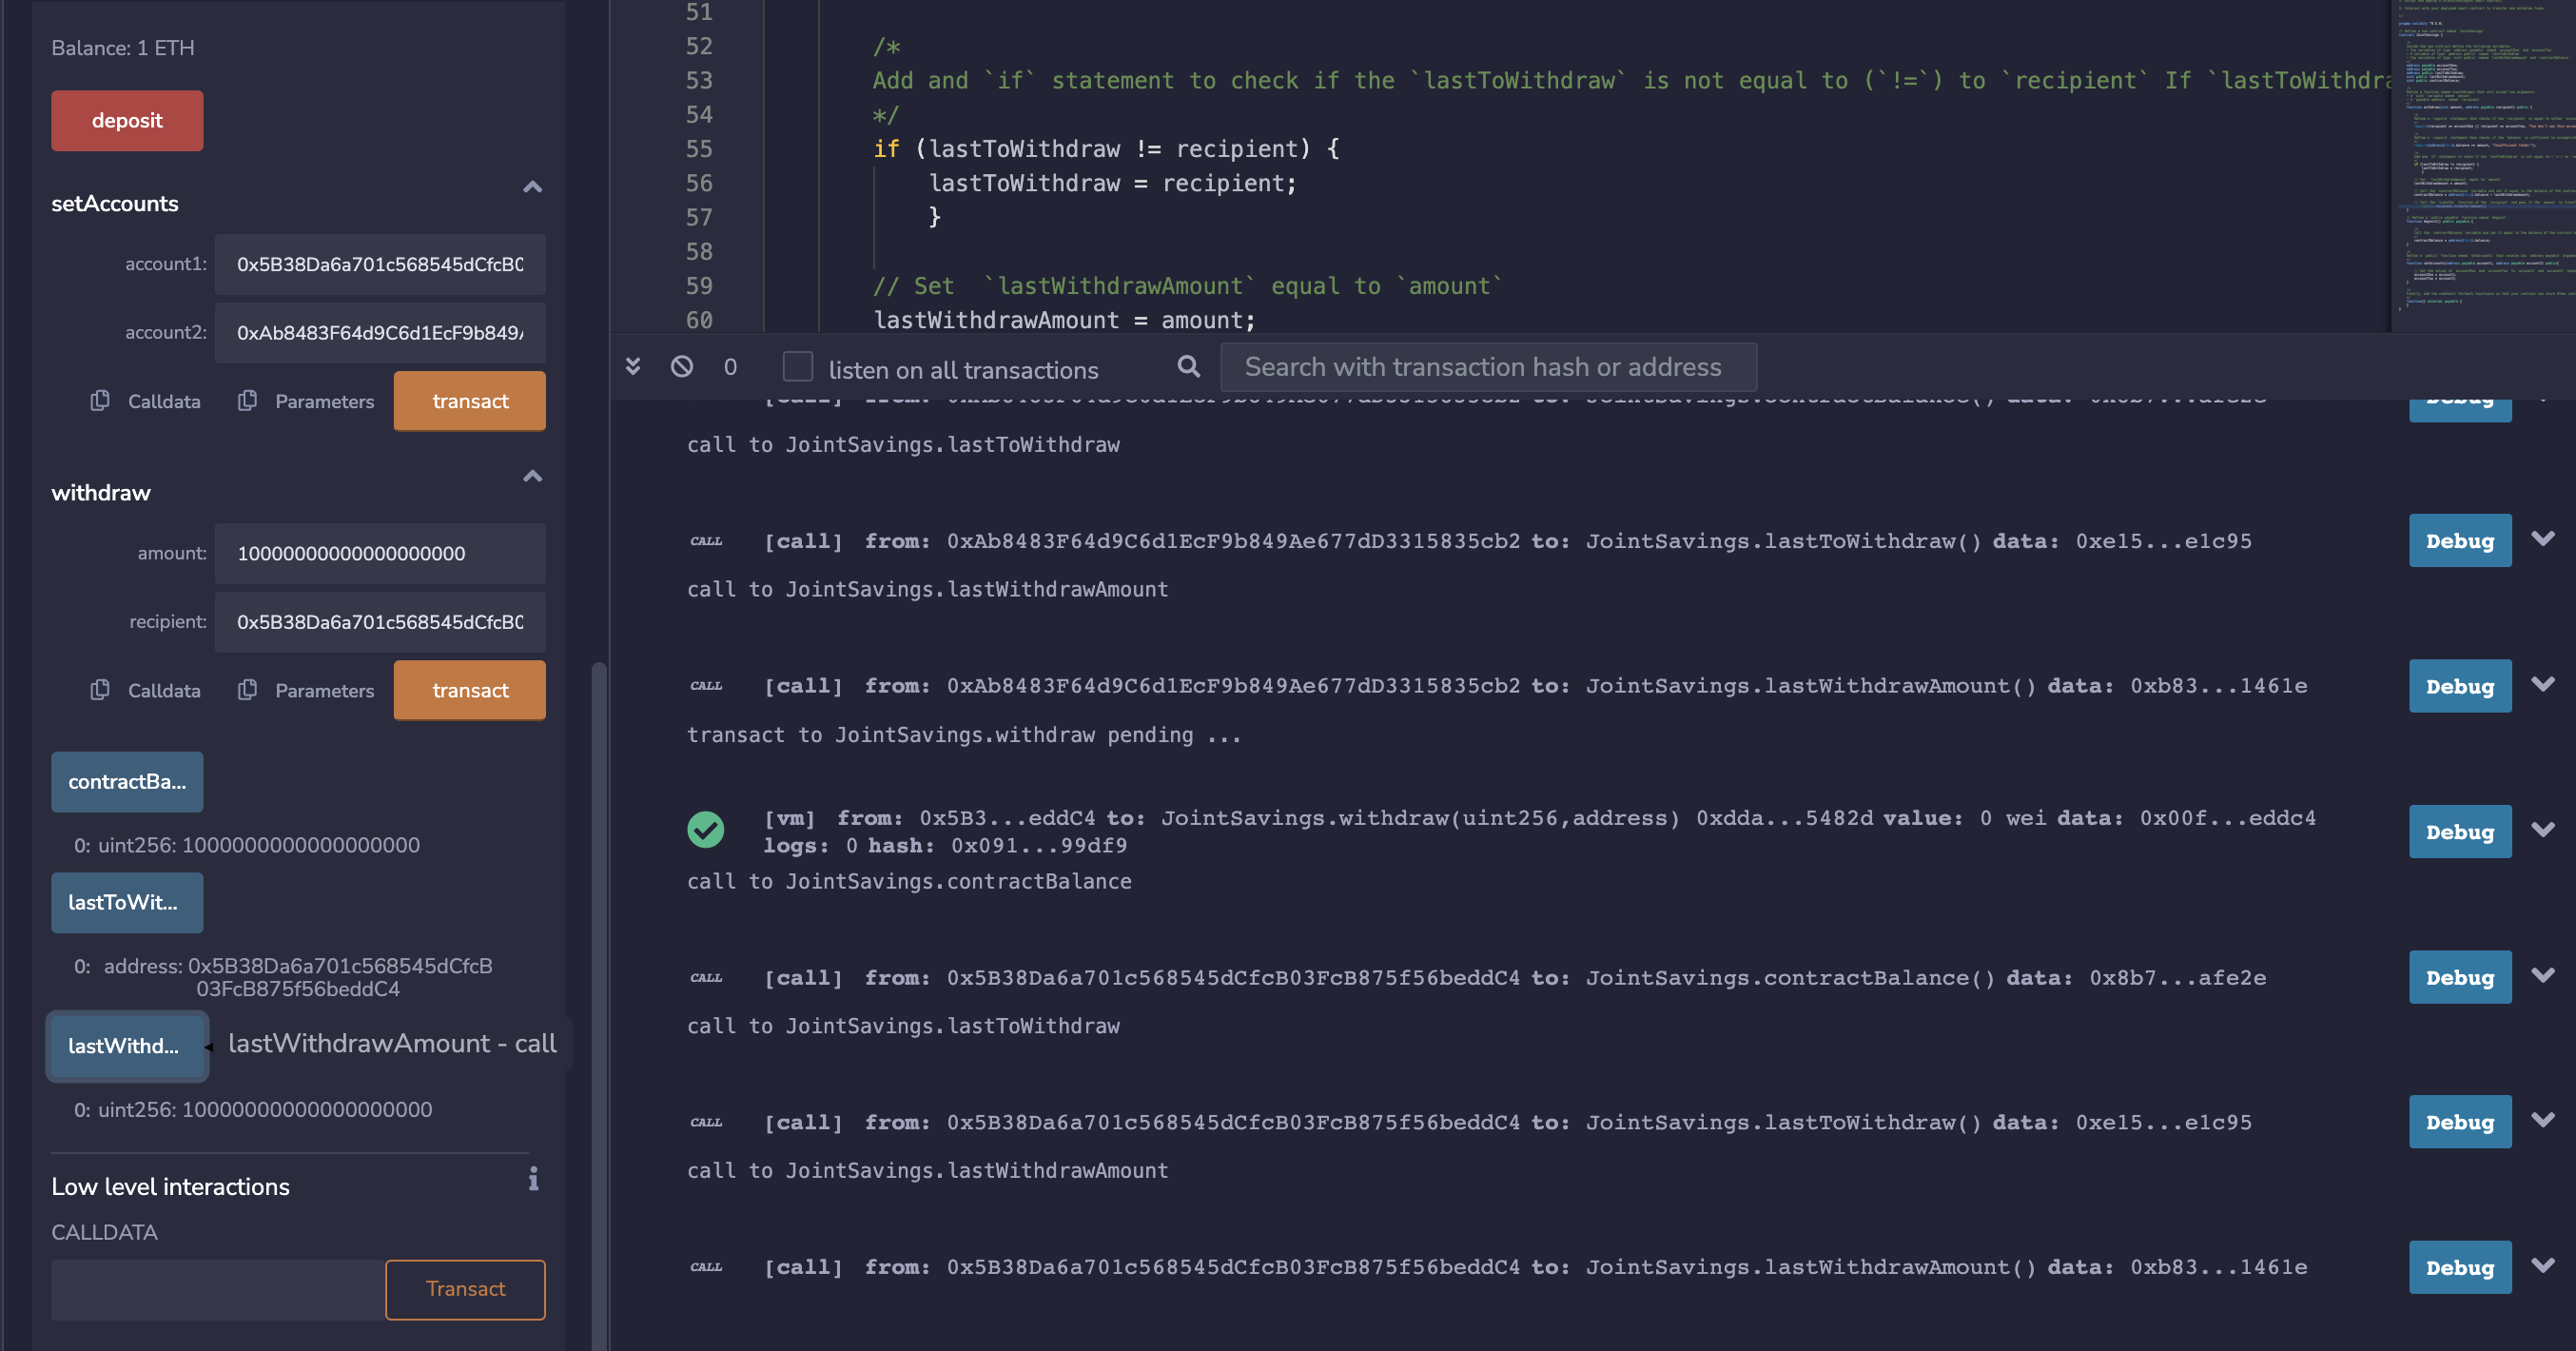 Balance: 1 ETH
deposit
setAccounts
account1: 0x5B38Da6a701c568545dCfcB0
account2: 0xAb8483F64d9C6d1EcF9b849A
Calldata Parameters transact
withdraw
amount: 10000000000000000000
recipient: 0x5B38Da6a701c568545dCfcB0
Calldata Parameters transact
contractBa...
0: uint256: 1000000000000000000
lastToWit...
0: address: 0x5B38Da6a701c568545dCfcB
03FcB875f56beddC4
lastWithd... lastWithdrawAmount - call
0: uint256: 10000000000000000000
Low level interactions
CALLDATA
Transact
51
52 /*
53 Add and `if` statement to check if the `lastToWithdraw` is not equal to (`!=`) to `recipient` If `lastToWithdra
54 */
55 if (lastToWithdraw != recipient) {
56 lastToWithdraw = recipient;
57 }
58
59 // Set  `lastWithdrawAmount` equal to `amount`
60 lastWithdrawAmount = amount;
0 listen on all transactions Search with transaction hash or address
call to JointSavings.lastToWithdraw
CALL [call] from: 0xAb8483F64d9C6d1EcF9b849Ae677dD3315835cb2 to: JointSavings.lastToWithdraw() data: 0xe15...e1c95 Debug
call to JointSavings.lastWithdrawAmount
CALL [call] from: 0xAb8483F64d9C6d1EcF9b849Ae677dD3315835cb2 to: JointSavings.lastWithdrawAmount() data: 0xb83...1461e Debug
transact to JointSavings.withdraw pending ...
[vm] from: 0x5B3...eddC4 to: JointSavings.withdraw(uint256,address) 0xdda...5482d value: 0 wei data: 0x00f...eddc4 Debug
logs: 0 hash: 0x091...99df9
call to JointSavings.contractBalance
CALL [call] from: 0x5B38Da6a701c568545dCfcB03FcB875f56beddC4 to: JointSavings.contractBalance() data: 0x8b7...afe2e Debug
call to JointSavings.lastToWithdraw
CALL [call] from: 0x5B38Da6a701c568545dCfcB03FcB875f56beddC4 to: JointSavings.lastToWithdraw() data: 0xe15...e1c95 Debug
call to JointSavings.lastWithdrawAmount
CALL [call] from: 0x5B38Da6a701c568545dCfcB03FcB875f56beddC4 to: JointSavings.lastWithdrawAmount() data: 0xb83...1461e Debug